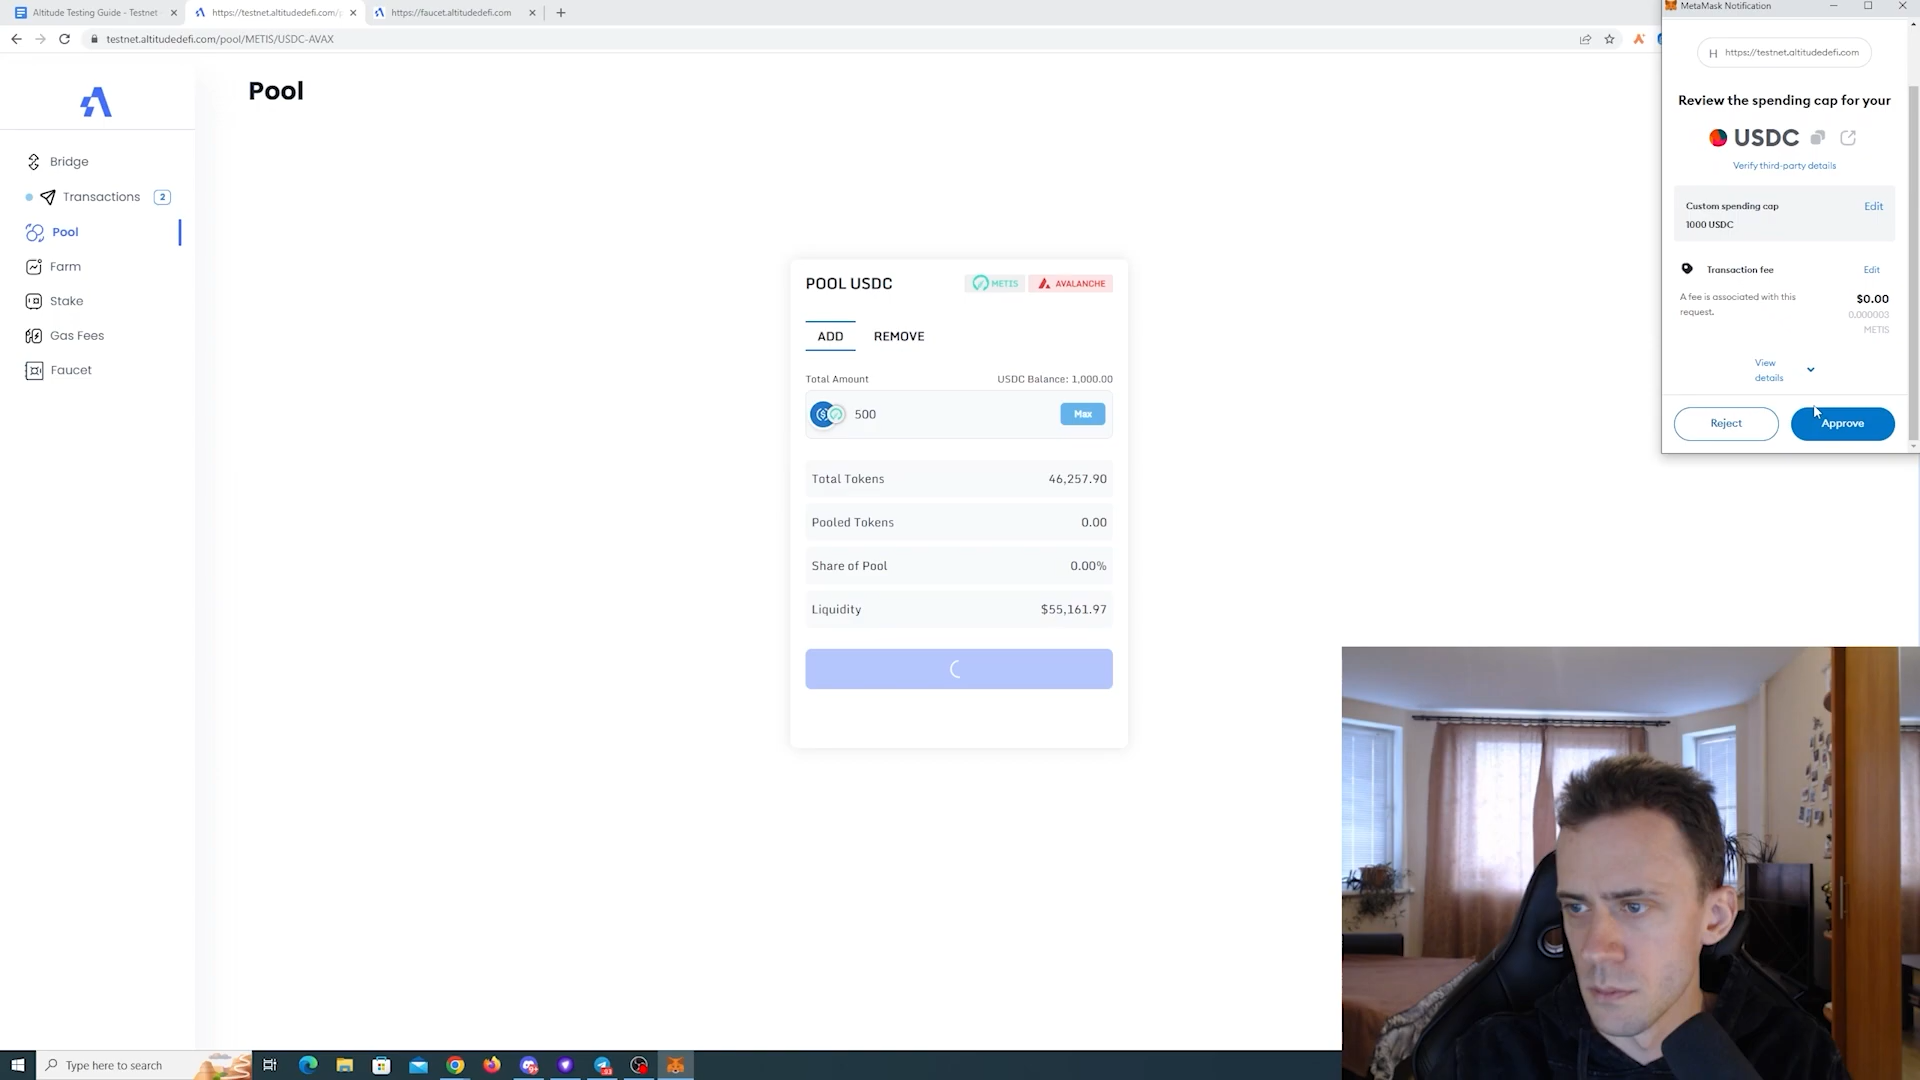 Altitude Testing Guide - Testnet
https://testnet.altitudedefi.com/p
https://faucet.altitudedefi.com
testnet.altitudedefi.com/pool/METIS/USDC-AVAX
Pool
Bridge
Transactions 2
Pool
Farm
Stake
Gas Fees
Faucet
POOL USDC METIS AVALANCHE
ADD REMOVE
Total Amount USDC Balance: 1,000.00
500 Max
Total Tokens 46,257.90
Pooled Tokens 0.00
Share of Pool 0.00%
Liquidity $55,161.97
MetaMask Notification
H https://testnet.altitudedefi.com
Review the spending cap for your
USDC
Verify third-party details
Custom spending cap Edit
1000 USDC
Transaction fee Edit
A fee is associated with this
request.
$0.00
0.000003
METIS
View
details
Reject Approve
Type here to search
93